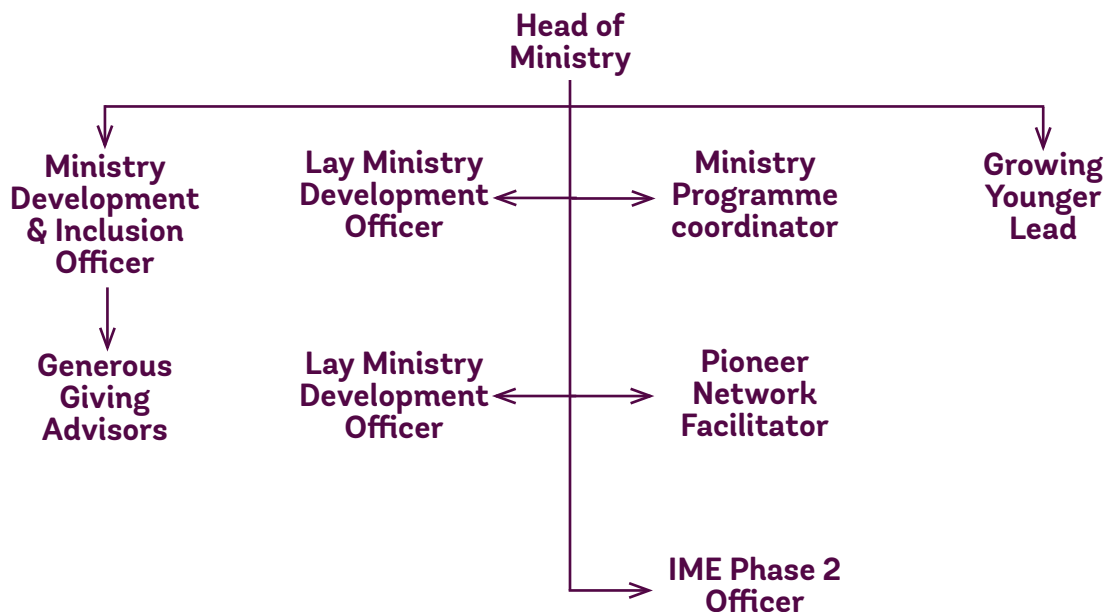 Head of
Ministry
Ministry
Development
& Inclusion
Officer
Lay Ministry
Development
Officer
Ministry
Programme
coordinator
Growing
Younger
Lead
Generous
Giving
Advisors
Lay Ministry
Development
Officer
Pioneer
Network
Facilitator
IME Phase 2
Officer